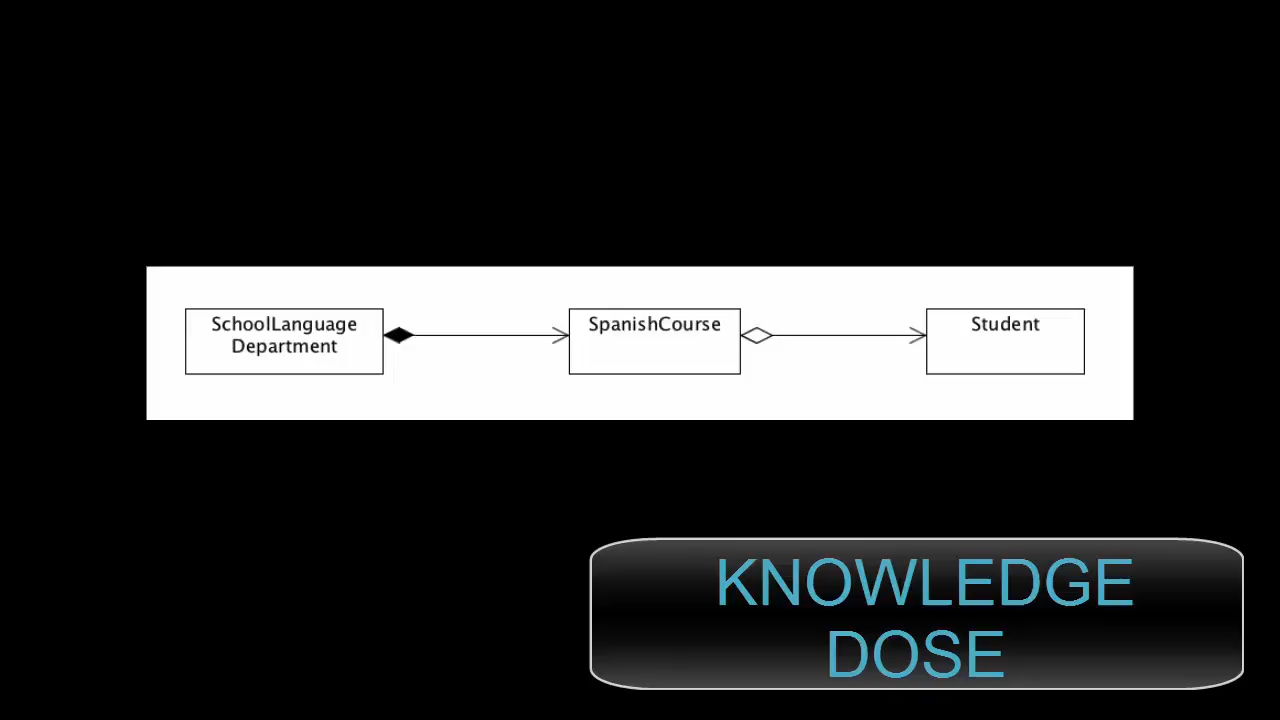 SchoolLanguage
Department
SpanishCourse
Student
KNOWLEDGE
DOSE